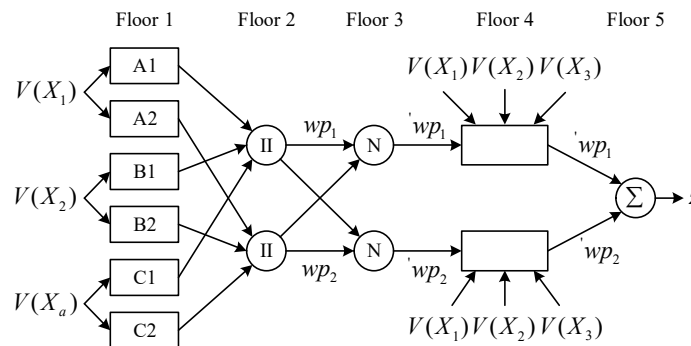 Floor 1 Floor 2 Floor 3 Floor 4 Floor 5
A1
V(X₁)
A2
B1
V(X₂)
B2
C1
V(Xₐ)
C2
II
II
wp₁
wp₂
N
N
'wp₁
'wp₂
V(X₁) V(X₂) V(X₃)
V(X₁) V(X₂) V(X₃)
'wp₁
'wp₂
Σ